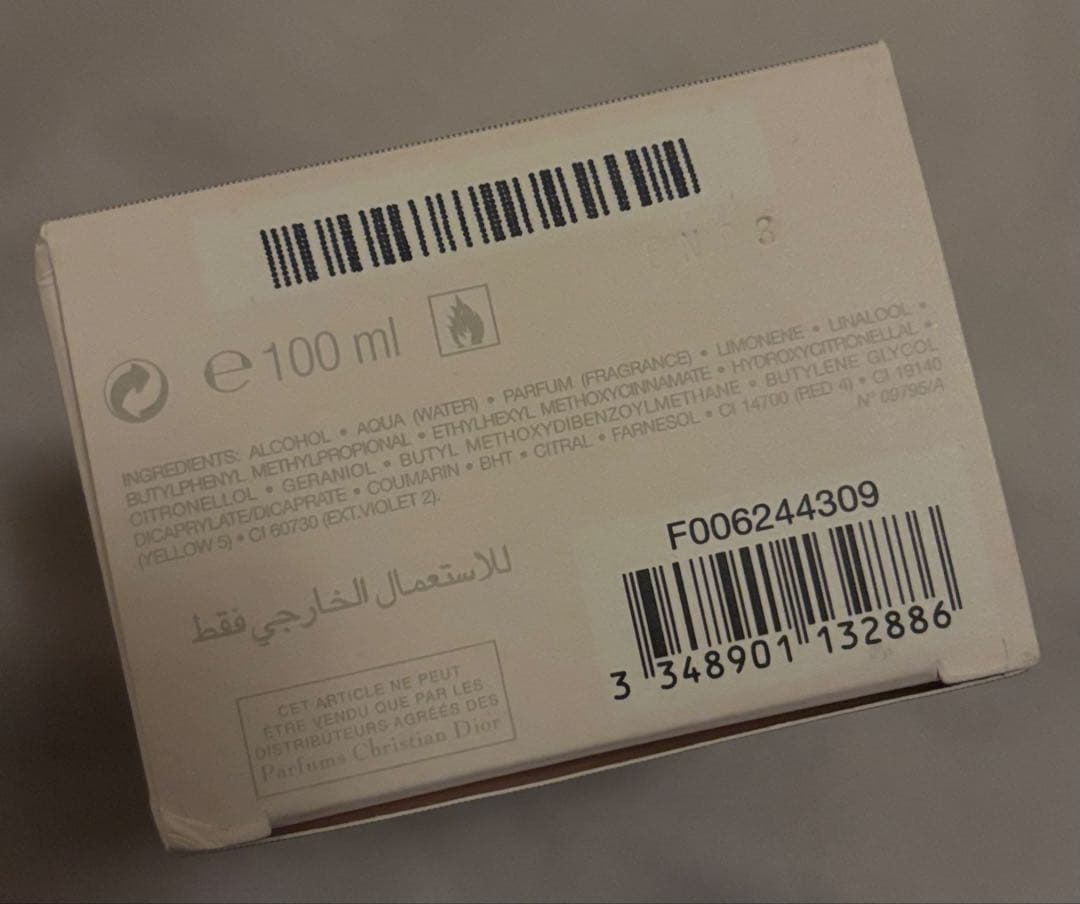 ℮ 100 ml
INGREDIENTS: ALCOHOL • AQUA (WATER) • PARFUM (FRAGRANCE) • LIMONENE • LINALOOL •
BUTYLPHENYL METHYLPROPIONAL • ETHYLHEXYL METHOXYCINNAMATE • HYDROXYCITRONELLAL •
CITRONELLOL • GERANIOL • BUTYL METHOXYDIBENZOYLMETHANE • BUTYLENE GLYCOL
DICAPRYLATE/DICAPRATE • COUMARIN • BHT • CITRAL • FARNESOL • CI 14700 (RED 4) • CI 19140
(YELLOW 5) • CI 60730 (EXT.VIOLET 2).
N° 09795/A
للاستعمال الخارجي فقط
F006244309
3 348901 132886
CET ARTICLE NE PEUT
ÊTRE VENDU QUE PAR LES
DISTRIBUTEURS AGRÉÉS DES
Parfums Christian Dior